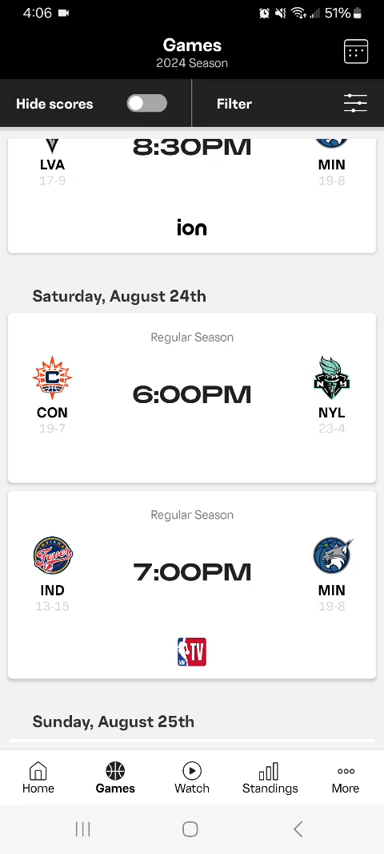 4:06 51%
Games
2024 Season
Hide scores Filter
LVA 8:30PM MIN
17-9 19-8
ion
Saturday, August 24th
Regular Season
6:00PM
CON NYL
19-7 23-4
Regular Season
7:00PM
IND MIN
13-15 19-8
TV
Sunday, August 25th
Home Games Watch Standings More